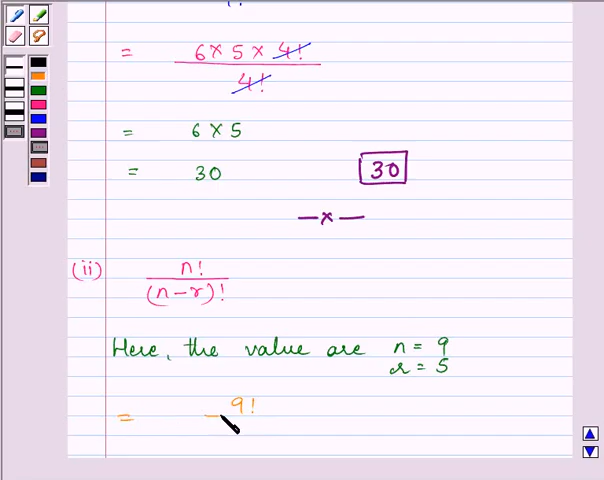 = 6 × 5 × 4! / 4!
= 6 × 5
= 30 30
— x —
(ii) n! / (n – r)!
Here, the value are n = 9
r = 5
= 9!